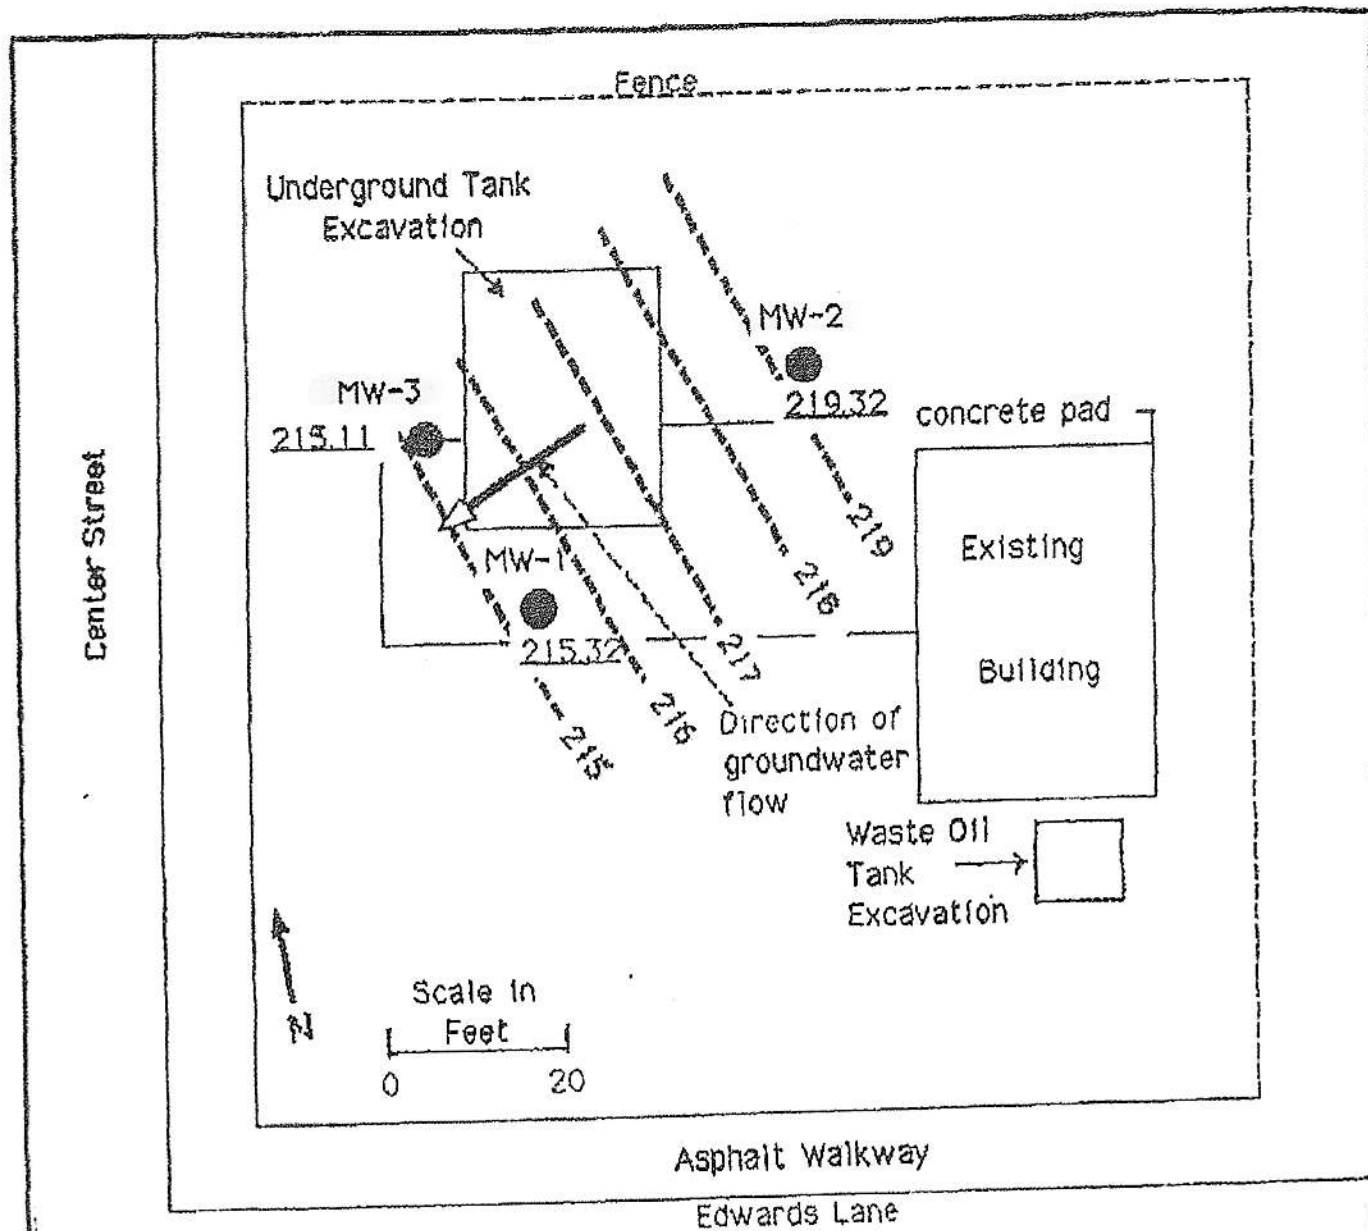 Fence
Underground Tank
Excavation
MW-2
219.32
MW-3
215.11
concrete pad
Center Street
Existing
Building
MW-1
215.32
219
218
217
216
215
Direction of
groundwater
flow
Waste Oil
Tank
Excavation
N
Scale in
Feet
0 20
Asphalt Walkway
Edwards Lane